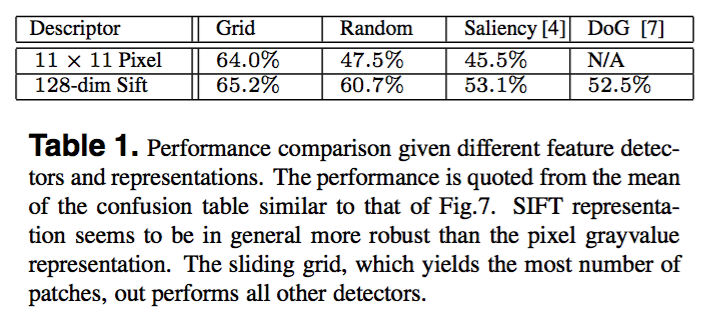 Descriptor Grid Random Saliency [4] DoG [7]
11 × 11 Pixel 64.0% 47.5% 45.5% N/A
128-dim Sift 65.2% 60.7% 53.1% 52.5%
Table 1. Performance comparison given different feature detec-
tors and representations. The performance is quoted from the mean
of the confusion table similar to that of Fig.7. SIFT representa-
tion seems to be in general more robust than the pixel grayvalue
representation. The sliding grid, which yields the most number of
patches, out performs all other detectors.